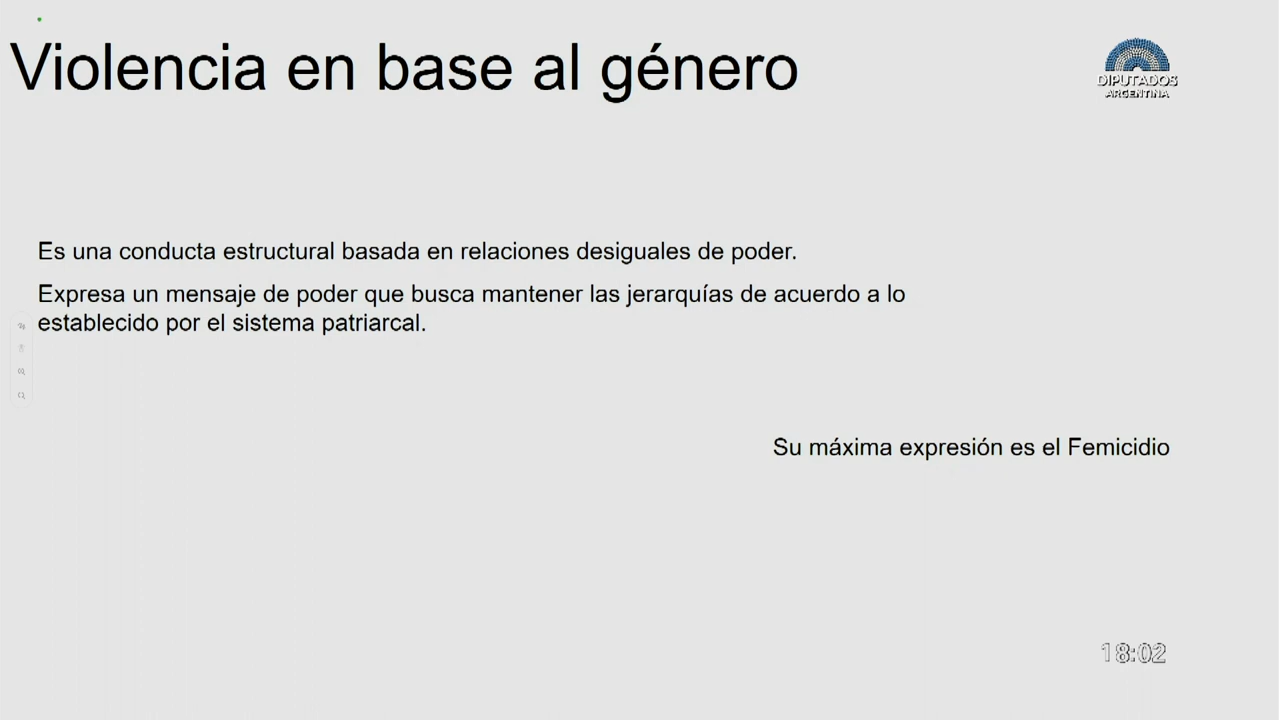 Violencia en base al género
DIPUTADOS
ARGENTINA
Es una conducta estructural basada en relaciones desiguales de poder.
Expresa un mensaje de poder que busca mantener las jerarquías de acuerdo a lo
establecido por el sistema patriarcal.
Su máxima expresión es el Femicidio
18:02